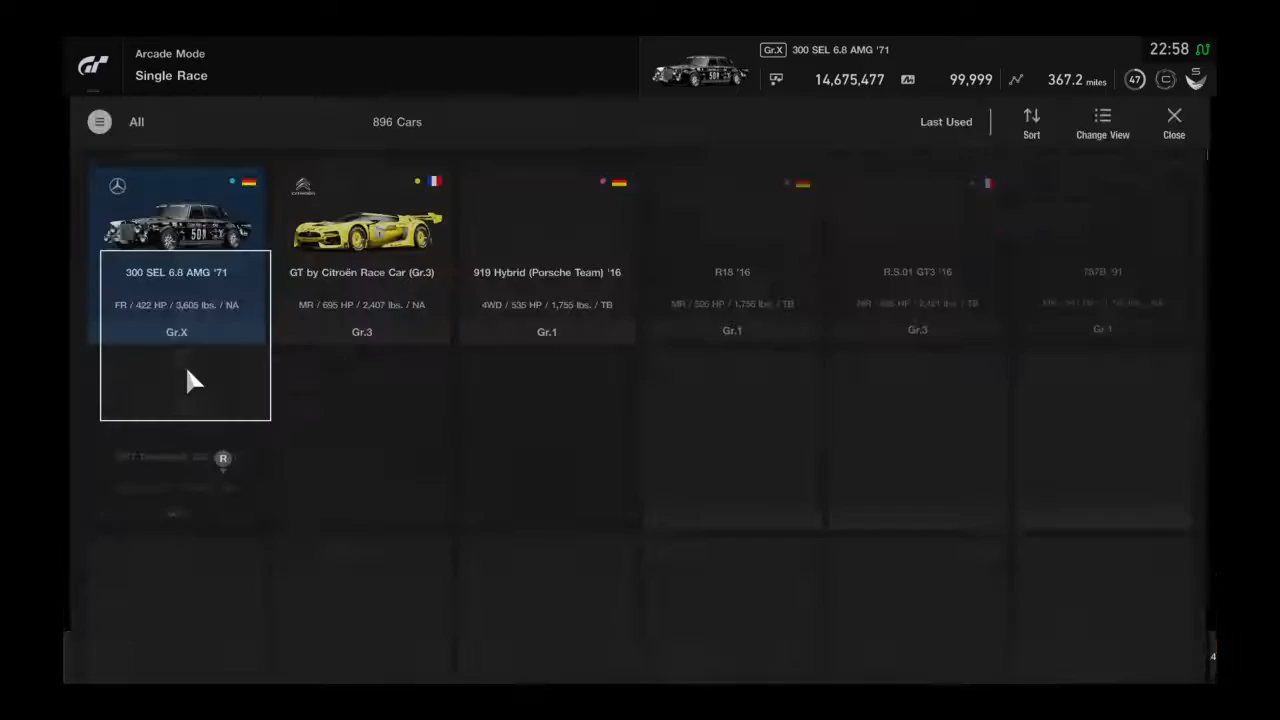 Arcade Mode
Single Race
Gr.X 300 SEL 6.8 AMG '71
22:58
14,675,477
99,999
367.2 miles
47
C
S
All
896 Cars
Last Used
Sort
Change View
Close
CITROËN
300 SEL 6.8 AMG '71
FR / 422 HP / 3,605 lbs. / NA
Gr.X
GT by Citroën Race Car (Gr.3)
MR / 695 HP / 2,407 lbs. / NA
Gr.3
919 Hybrid (Porsche Team) '16
4WD / 535 HP / 1,755 lbs. / TB
Gr.1
R18 '16
Gr.1
R.S.01 GT3 '16
Gr.3
787B '91
Gr.1
R
4